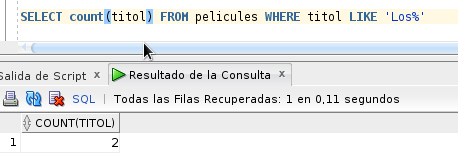 SELECT count(titol) FROM pelicules WHERE titol LIKE 'Los%'
Salida de Script x Resultado de la Consulta x
SQL | Todas las Filas Recuperadas: 1 en 0,11 segundos
COUNT(TITOL)
1 2